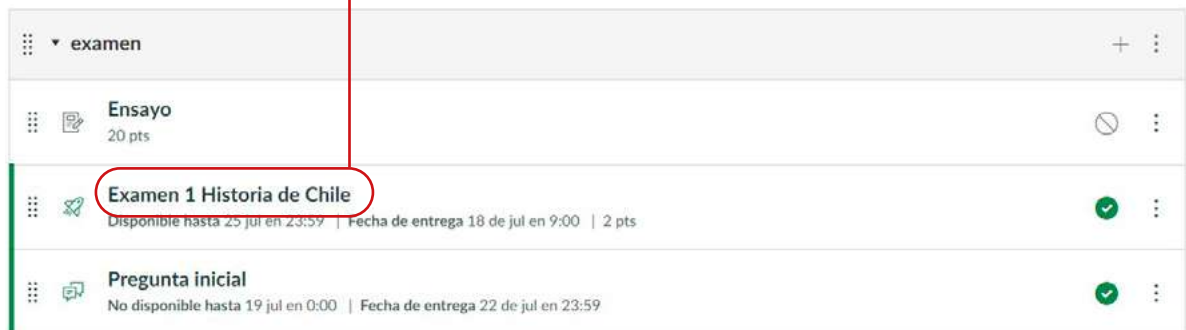 examen
Ensayo
20 pts
Examen 1 Historia de Chile
Disponible hasta 25 jul en 23:59 | Fecha de entrega 18 de jul en 9:00 | 2 pts
Pregunta inicial
No disponible hasta 19 jul en 0:00 | Fecha de entrega 22 de jul en 23:59